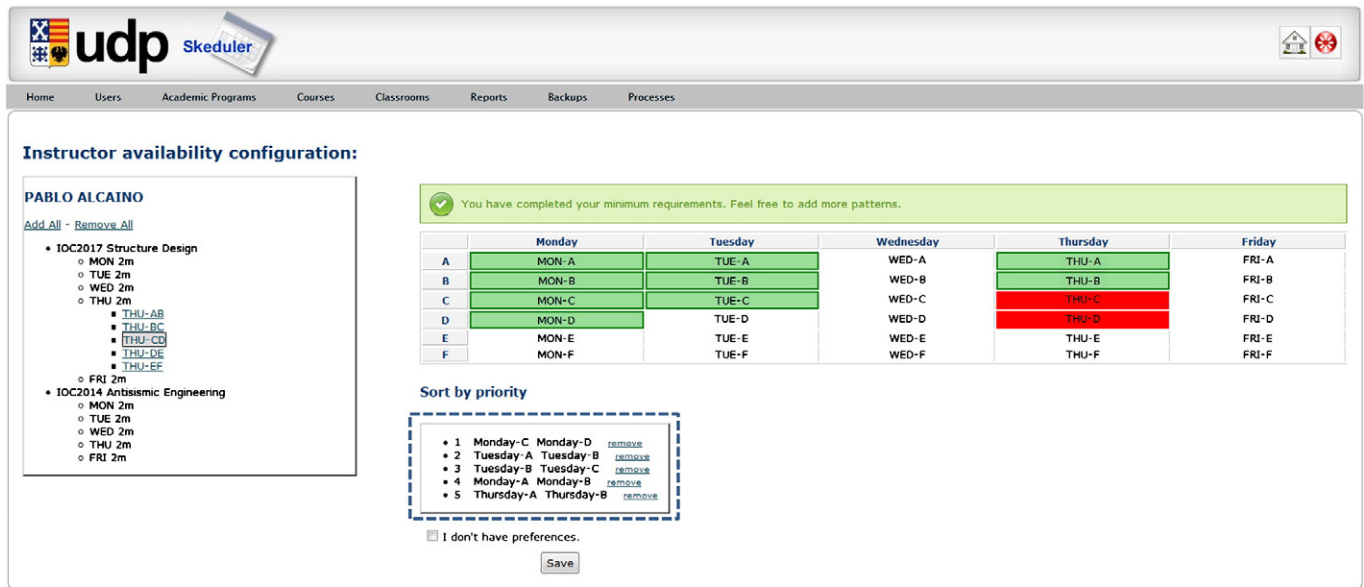 udp Skeduler
Home Users Academic Programs Courses Classrooms Reports Backups Processes
Instructor availability configuration:
PABLO ALCAINO
Add All - Remove All
• IOC2017 Structure Design
○ MON 2m
○ TUE 2m
○ WED 2m
○ THU 2m
▪ THU-AB
▪ THU-BC
▪ THU-CD
▪ THU-DE
▪ THU-EF
○ FRI 2m
• IOC2014 Antisismic Engineering
○ MON 2m
○ TUE 2m
○ WED 2m
○ THU 2m
○ FRI 2m
You have completed your minimum requirements. Feel free to add more patterns.
Monday Tuesday Wednesday Thursday Friday
A MON-A TUE-A WED-A THU-A FRI-A
B MON-B TUE-B WED-B THU-B FRI-B
C MON-C TUE-C WED-C THU-C FRI-C
D MON-D TUE-D WED-D THU-D FRI-D
E MON-E TUE-E WED-E THU-E FRI-E
F MON-F TUE-F WED-F THU-F FRI-F
Sort by priority
• 1 Monday-C Monday-D remove
• 2 Tuesday-A Tuesday-B remove
• 3 Tuesday-B Tuesday-C remove
• 4 Monday-A Monday-B remove
• 5 Thursday-A Thursday-B remove
I don't have preferences.
Save